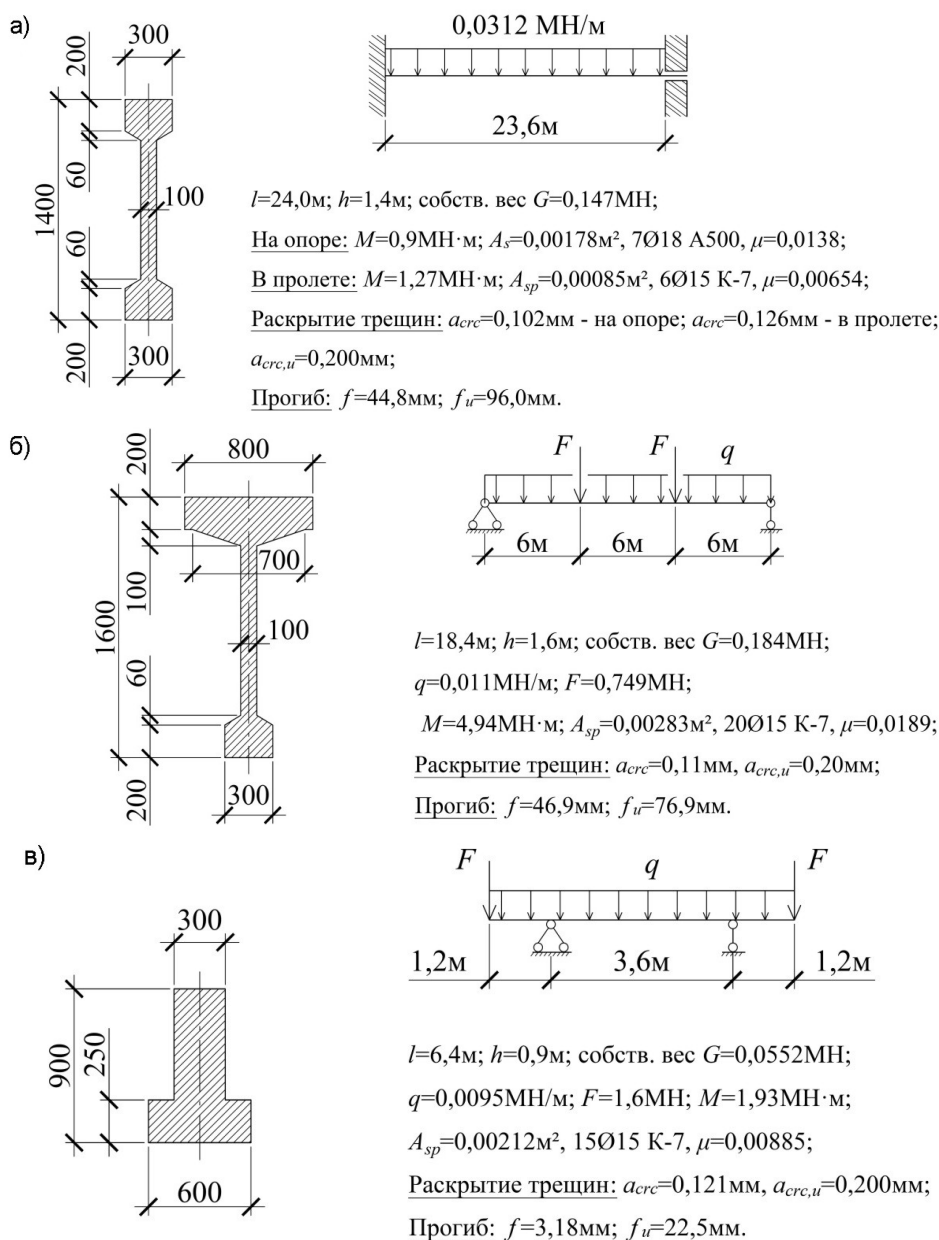 а)
300
200
60
1400
100
60
200
300
0,0312 МН/м
23,6м
l=24,0м; h=1,4м; собств. вес G=0,147МН;
На опоре: M=0,9МН·м; As=0,00178м², 7Ø18 А500, μ=0,0138;
В пролете: M=1,27МН·м; Asp=0,00085м², 6Ø15 К-7, μ=0,00654;
Раскрытие трещин: acrc=0,102мм - на опоре; acrc=0,126мм - в пролете;
acrc,u=0,200мм;
Прогиб: f=44,8мм; fu=96,0мм.
б)
800
200
700
100
1600
100
60
200
300
F F q
6м 6м 6м
l=18,4м; h=1,6м; собств. вес G=0,184МН;
q=0,011МН/м; F=0,749МН;
M=4,94МН·м; Asp=0,00283м², 20Ø15 К-7, μ=0,0189;
Раскрытие трещин: acrc=0,11мм, acrc,u=0,20мм;
Прогиб: f=46,9мм; fu=76,9мм.
в)
300
900
250
600
F q F
1,2м 3,6м 1,2м
l=6,4м; h=0,9м; собств. вес G=0,0552МН;
q=0,0095МН/м; F=1,6МН; M=1,93МН·м;
Asp=0,00212м², 15Ø15 К-7, μ=0,00885;
Раскрытие трещин: acrc=0,121мм, acrc,u=0,200мм;
Прогиб: f=3,18мм; fu=22,5мм.